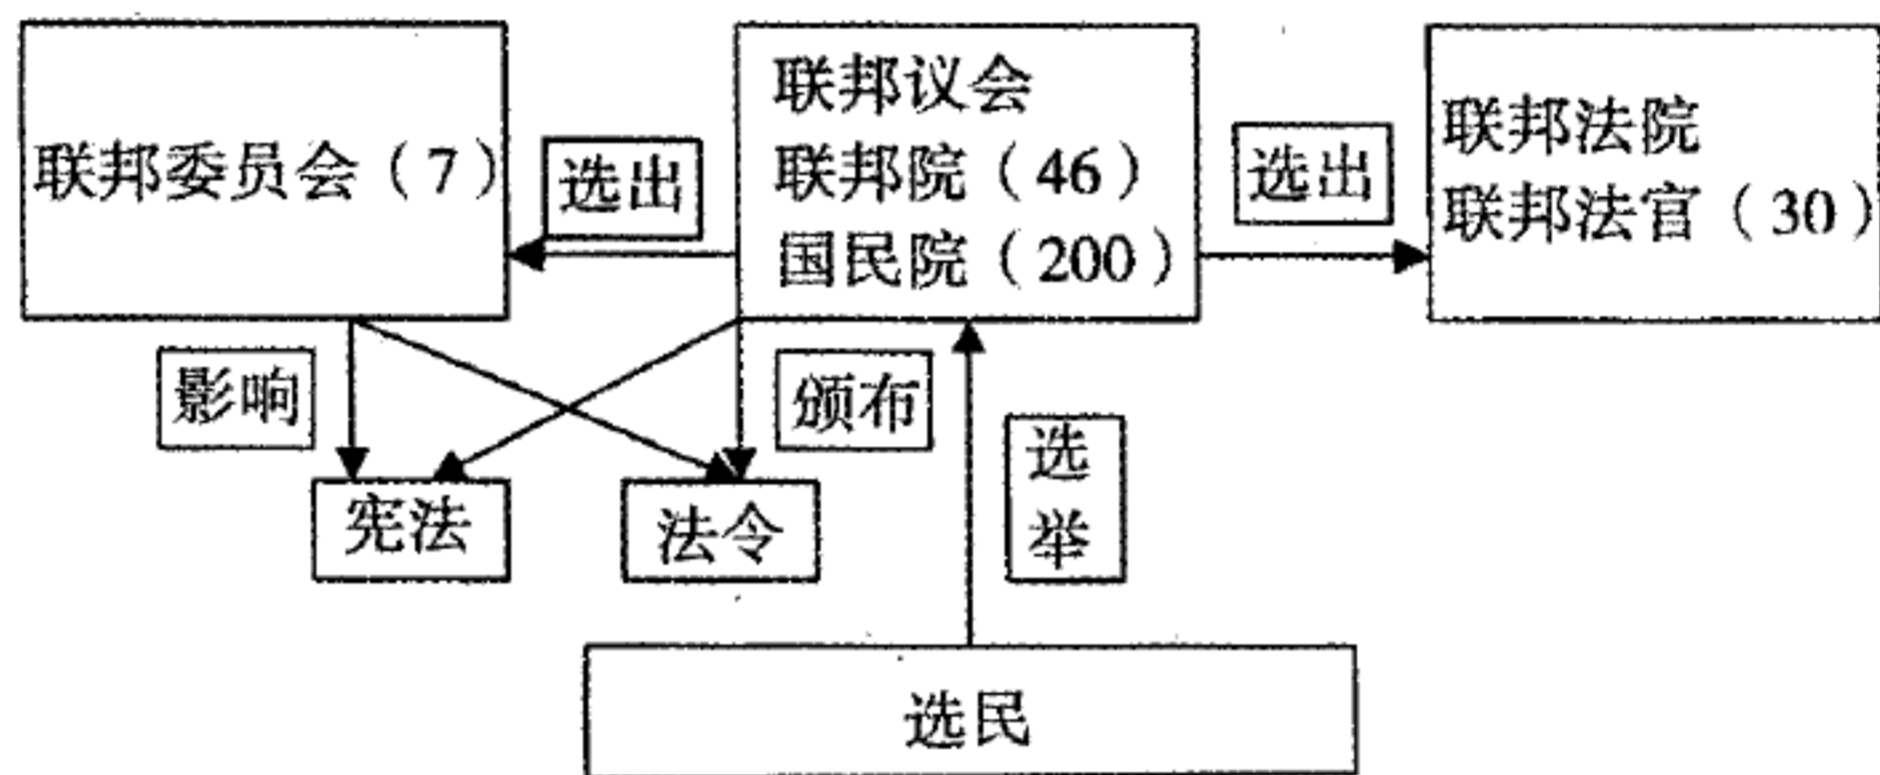 联邦委员会（7）
选出
联邦议会
联邦院（46）
国民院（200）
选出
联邦法院
联邦法官（30）
影响
颁布
选举
宪法
法令
选民